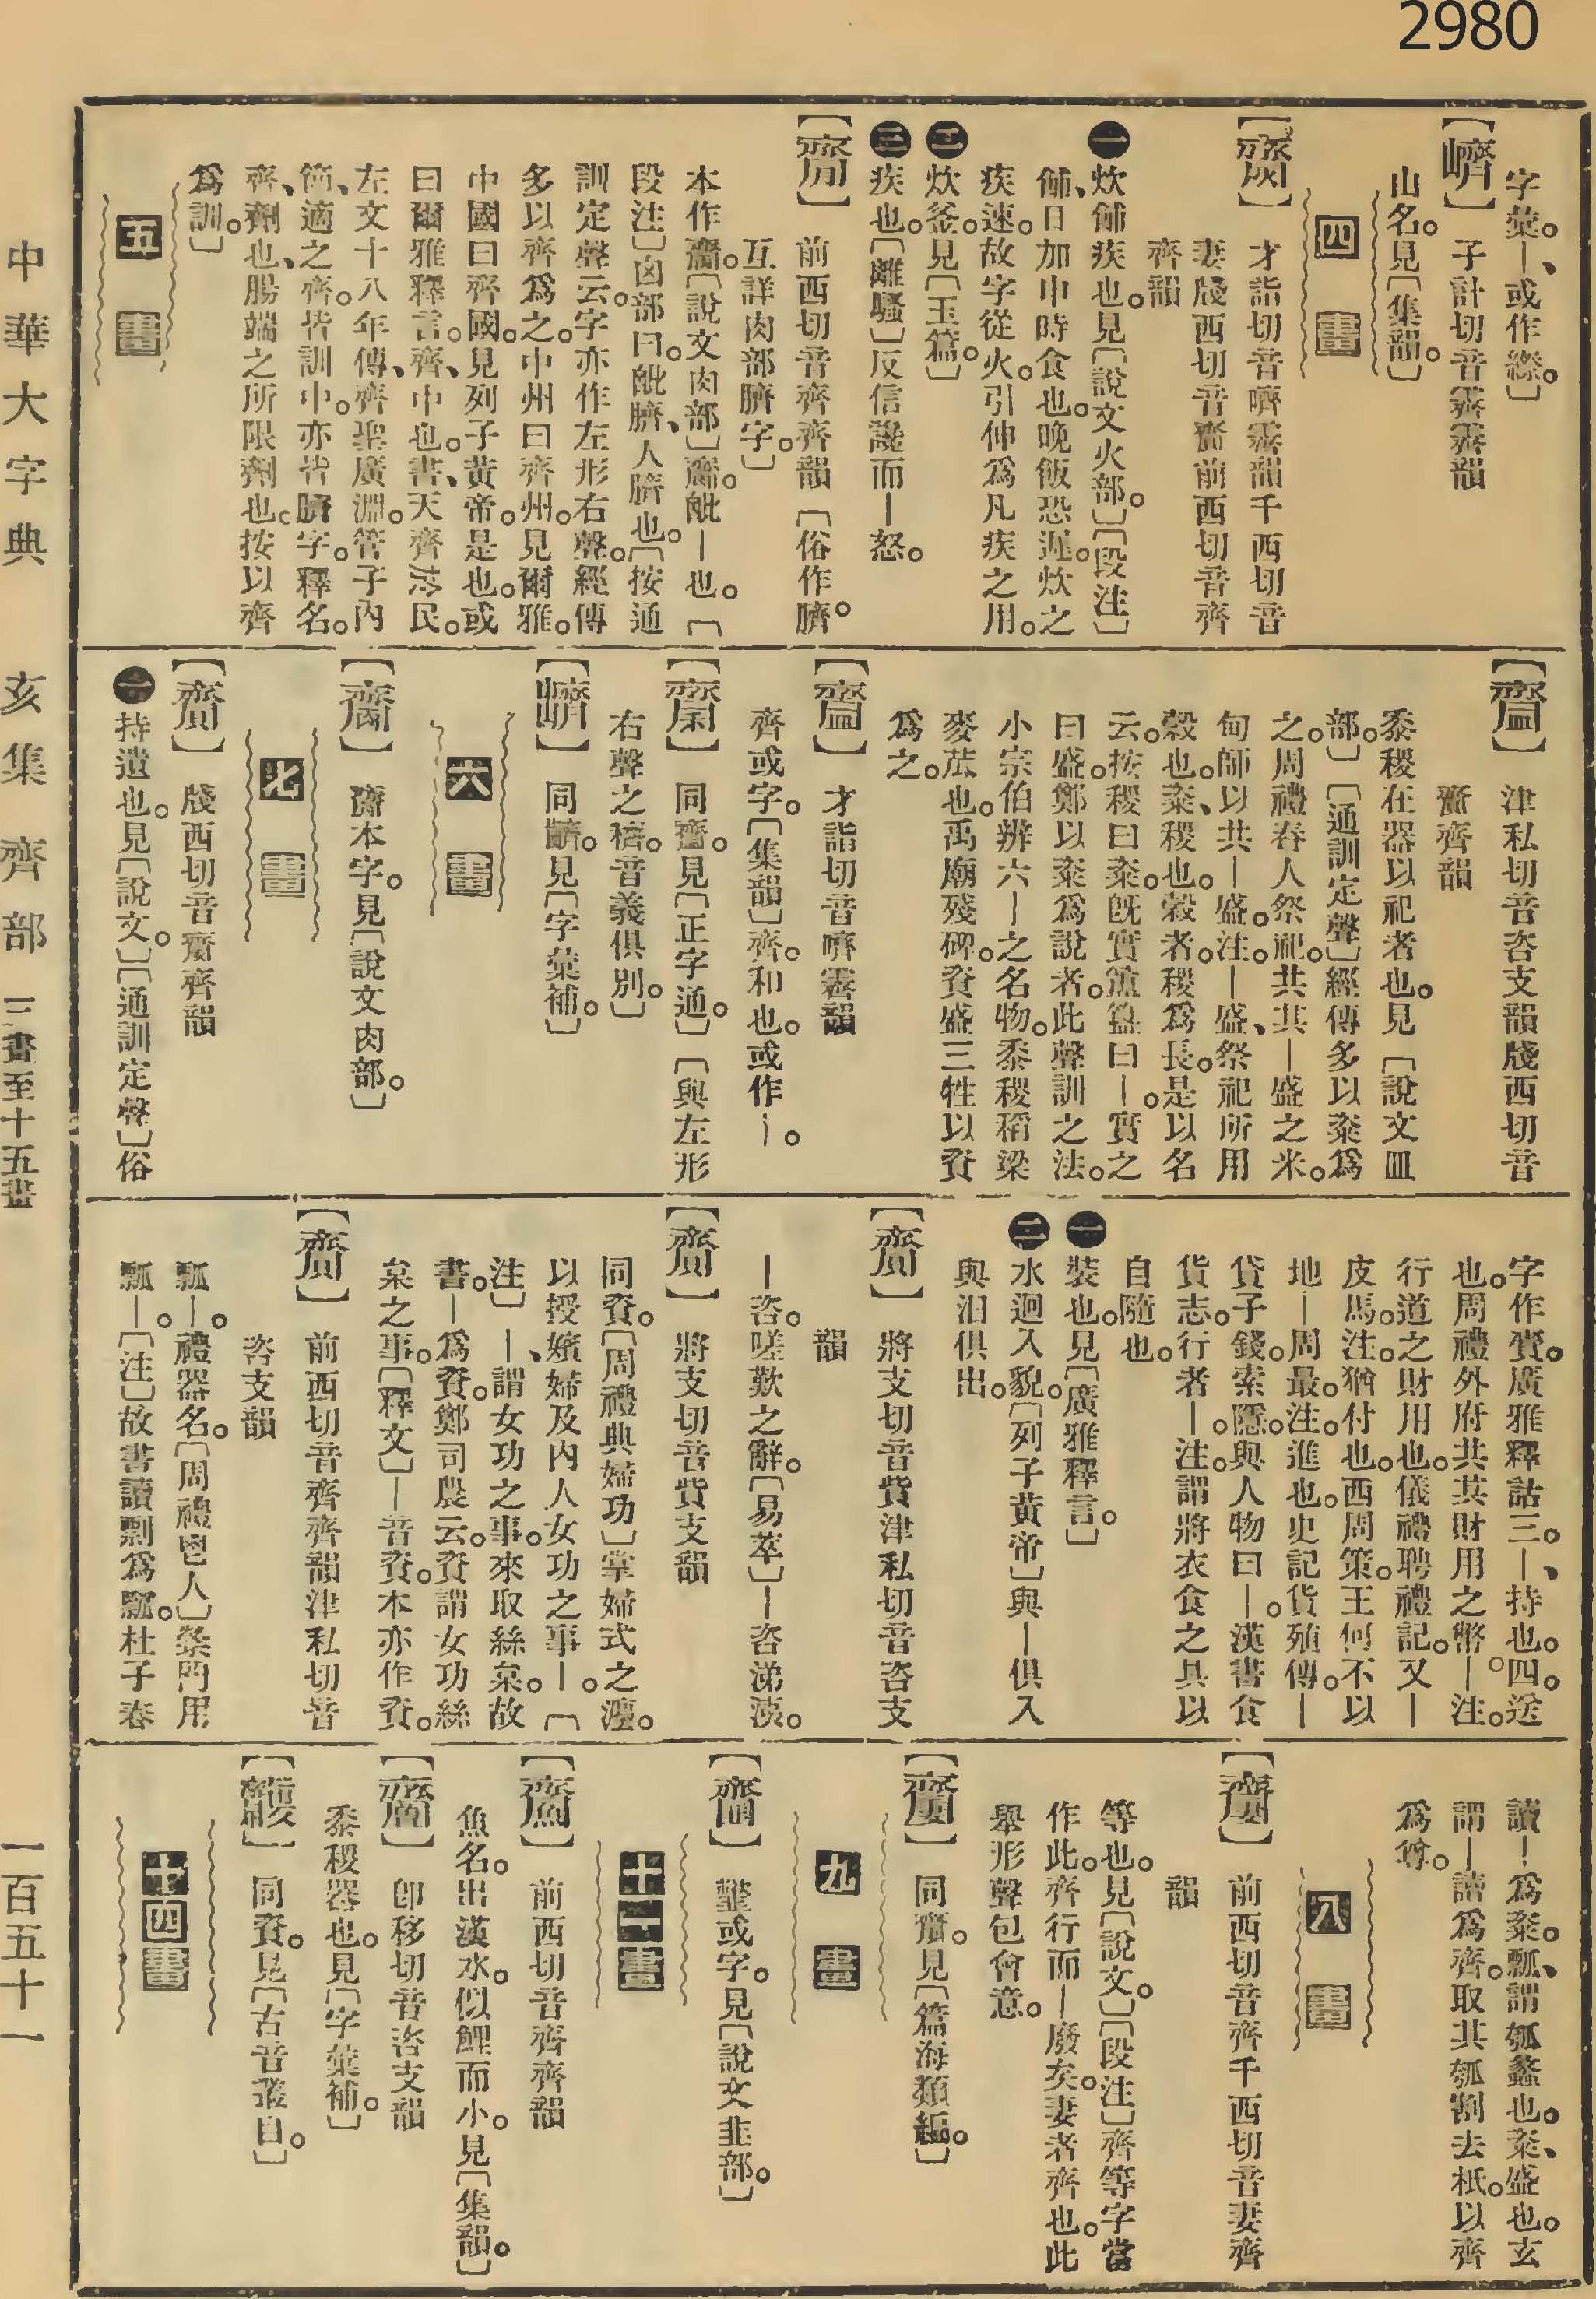 2980
字彙。—、或作縩。〕
〔㠱〕子計切音霽霽韻
山名。見〔集韻。〕
四畫
〔齌〕才詣切音嚌霽韻千西切音
妻牋西切音齎前西切音齊
齊韻
㊀炊餔疾也。見〔說文火部。〕〔段注〕
餔、日加申時食也。晚飯恐遲。炊之
疾速。故字從火。引伸爲凡疾之用。
㊁炊釜。見〔玉篇。〕
㊂疾也。〔離騷〕反信讒而—怒。
〔〕前西切音齊齊韻〔俗作臍。
互詳肉部臍字。〕
本作。〔說文肉部〕。毗—也。〔
段注〕囟部曰。毗臍、人臍也。〔按通
訓定聲云。字亦作左形右聲。經傳
多以齊爲之。中州曰齊州。見爾雅。
中國曰齊國。見列子黃帝。是也。或
曰爾雅釋言。齊、中也。書、天齊于民。
左文十八年傳、齊聖廣淵。管子內
篇、適之齊。皆訓中。亦皆臍字。釋名。
齊、劑也、腸端之所限劑也。按以齊
爲訓。〕
五畫
〔齍〕津私切音咨支韻牋西切音
齎齊韻
黍稷在器以祀者也。見〔說文皿
部。〕〔通訓定聲〕經傳多以粢爲
之。周禮舂人祭祀。共其—盛之米。
甸師以共—盛。注。—盛、祭祀所用
穀也。粢、稷也。穀者。稷爲長。是以名
云。按稷曰粢。旣實簠簋曰—。實之
曰盛。鄭以粢爲說者。此聲訓之法。
小宗伯辨六—之名物。黍稷稻粱
麥苽也。禹廟殘碑。資盛三牲以資
爲之。
〔齍〕才詣切音嚌霽韻
齊或字。〔集韻〕齊。和也。或作—。
〔〕同。見〔正字通。〕〔與左形
右聲之穧。音義俱別。〕
〔〕同。見〔字彙補。〕
六畫
〔〕本字。見〔說文肉部。〕
七畫
〔齎〕牋西切音齊韻
㊀持遺也。見〔說文。〕〔通訓定聲〕俗
字作賫。廣雅釋詁三。—、持也。四。送
也。周禮外府共其財用之幣—。注。
行道之財用也。儀禮聘禮記。又—
皮馬。注。猶付也。西周策。王何不以
地—周最。注。進也。史記貨殖傳。—
貸子錢。索隱。與人物曰—。漢書食
貨志。行者—。注。謂將衣食之具以
自隨也。
㊀裝也。見〔廣雅釋言。〕
㊁水迴入貌。〔列子黃帝〕與—俱入
與汩俱出。
〔齎〕將支切音貲津私切音咨支
韻
—咨。嗟歎之辭。〔易萃〕—咨涕洟。
〔齎〕將支切音貲支韻
同資。〔周禮典婦功〕掌婦式之灋。
以授嬪婦及內人女功之事—。〔
注〕—、謂女功之事。來取絲枲。故
書。—爲資。鄭司農云。資謂女功絲
枲之事。〔釋文〕—音資。本亦作資。
〔齎〕前西切音齊齊韻津私切音
咨支韻
瓢—。禮器名。〔周禮鬯人〕禜門用
瓢—。〔注〕故書瓢爲剽。杜子春
讀—爲粢。瓢、謂瓠蠡也。粢、盛也。玄
謂—讀爲齊。取其瓠割去柢。以齊
爲尊。
八畫
〔齏〕前西切音齊千西切音妻齊
韻
等也。見〔說文。〕〔段注〕齊等字當
作此。齊行而—廢矣。妻者齊也。此
舉形聲包會意。
〔〕同齌。見〔篇海類編。〕
九畫
〔齏〕韲或字。見〔說文韭部。〕
十一畫
〔〕前西切音齊齊韻
魚名。出漢水。似鯉而小。見〔集韻。〕
〔〕卽移切音咨支韻
黍稷器也。見〔字彙補。〕
〔〕同資。見〔古音叢目。〕
十四畫
中華大字典　亥集　齊部　三畫至十五畫　一百五十一